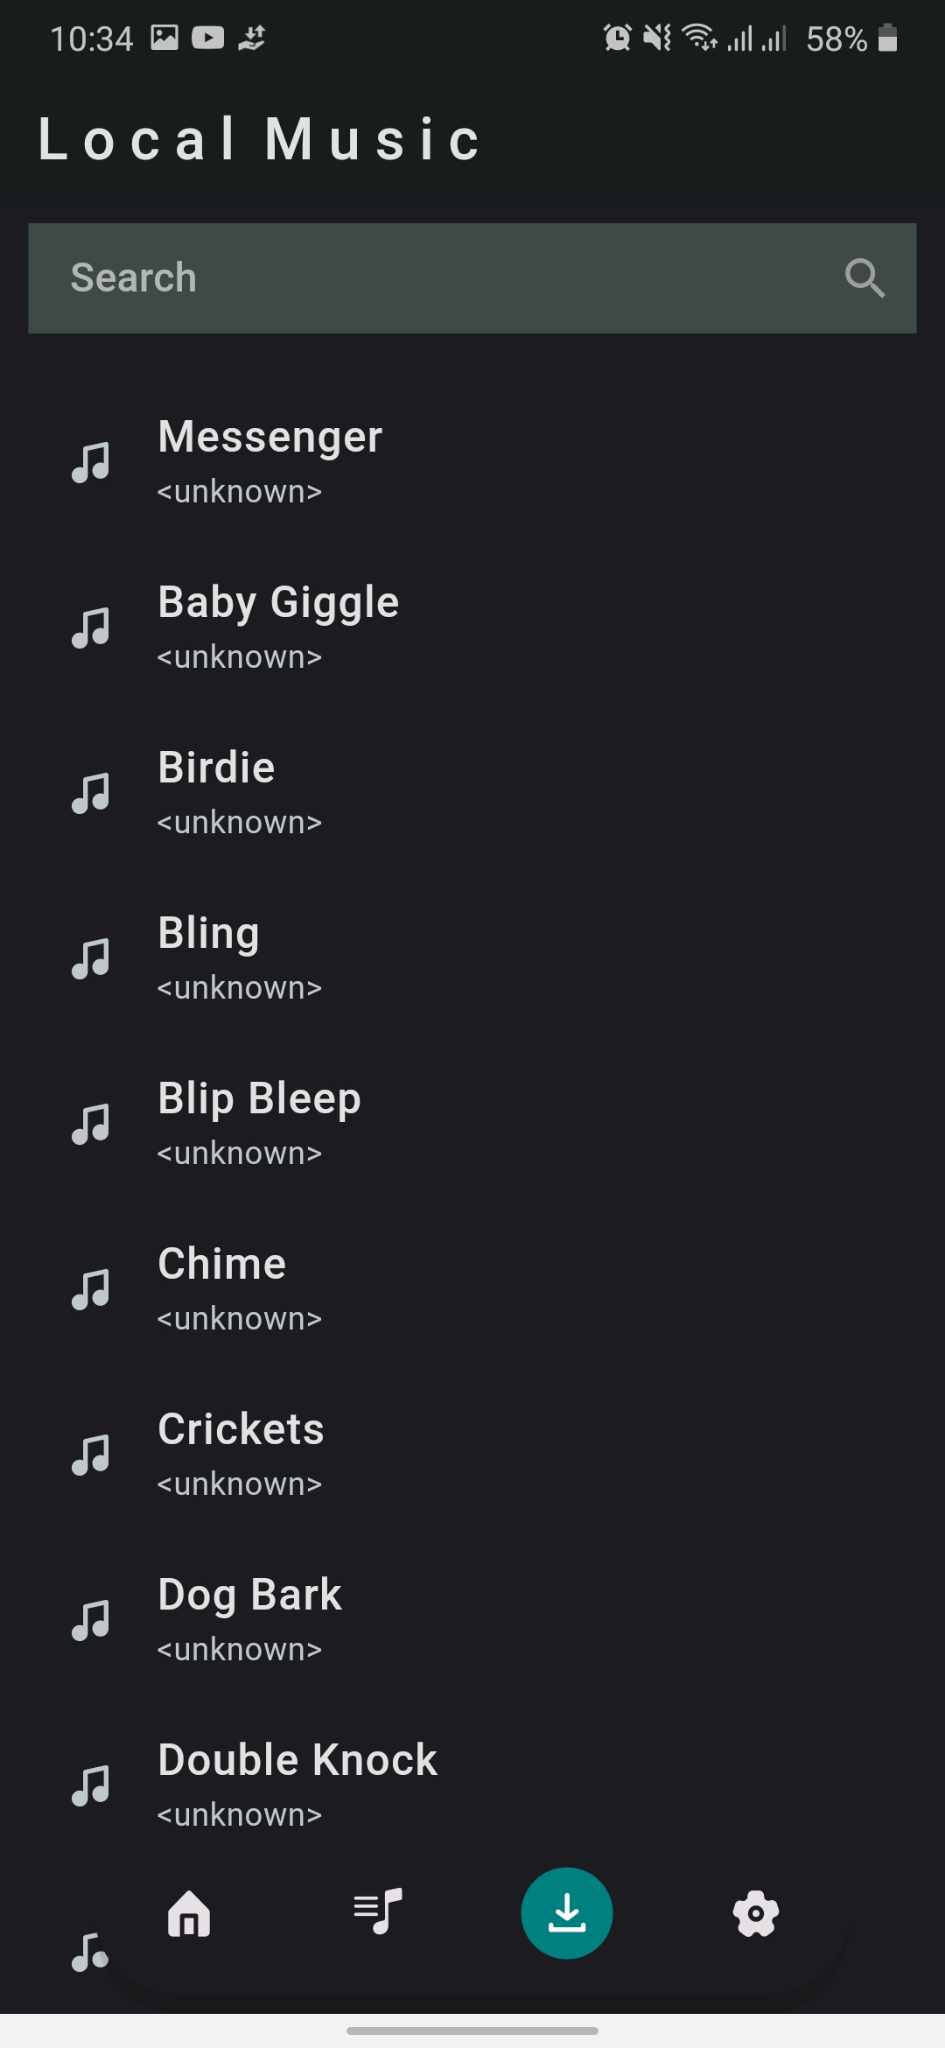 10:34
58%
Local Music
Search
Messenger
<unknown>
Baby Giggle
<unknown>
Birdie
<unknown>
Bling
<unknown>
Blip Bleep
<unknown>
Chime
<unknown>
Crickets
<unknown>
Dog Bark
<unknown>
Double Knock
<unknown>